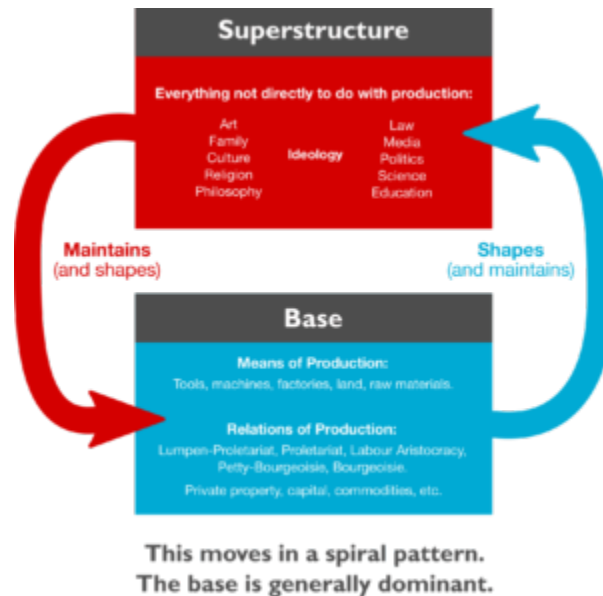 Superstructure
Everything not directly to do with production:
Art
Family
Culture
Religion
Philosophy
Ideology
Law
Media
Politics
Science
Education
Maintains
(and shapes)
Shapes
(and maintains)
Base
Means of Production:
Tools, machines, factories, land, raw materials.
Relations of Production:
Lumpen-Proletariat, Proletariat, Labour Aristocracy,
Petty-Bourgeoisie, Bourgeoisie.
Private property, capital, commodities, etc.
This moves in a spiral pattern.
The base is generally dominant.